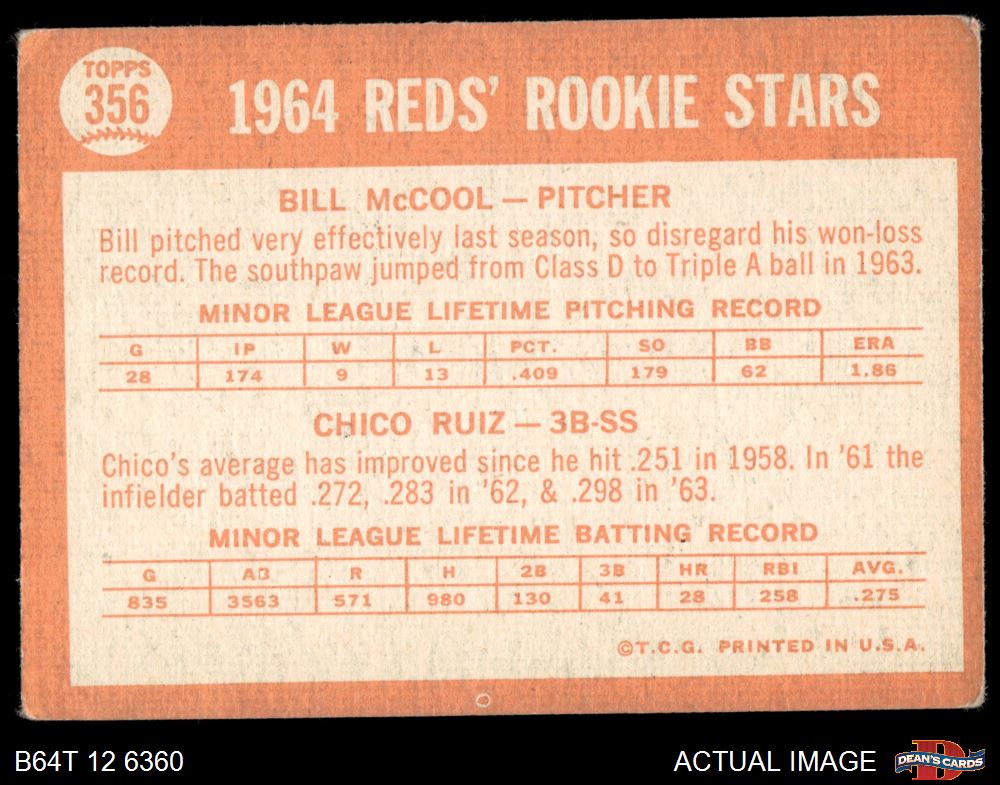 TOPPS
356
1964 REDS' ROOKIE STARS
BILL McCOOL — PITCHER
Bill pitched very effectively last season, so disregard his won-loss
record. The southpaw jumped from Class D to Triple A ball in 1963.
MINOR LEAGUE LIFETIME PITCHING RECORD
G IP W L PCT. SO BB ERA
28 174 9 13 .409 179 62 1.86
CHICO RUIZ — 3B-SS
Chico's average has improved since he hit .251 in 1958. In '61 the
infielder batted .272, .283 in '62, & .298 in '63.
MINOR LEAGUE LIFETIME BATTING RECORD
G AB R H 2B 3B HR RBI AVG.
835 3563 571 980 130 41 28 258 .275
©T.C.G. PRINTED IN U.S.A.
B64T 12 6360
ACTUAL IMAGE
DEAN'S CARDS